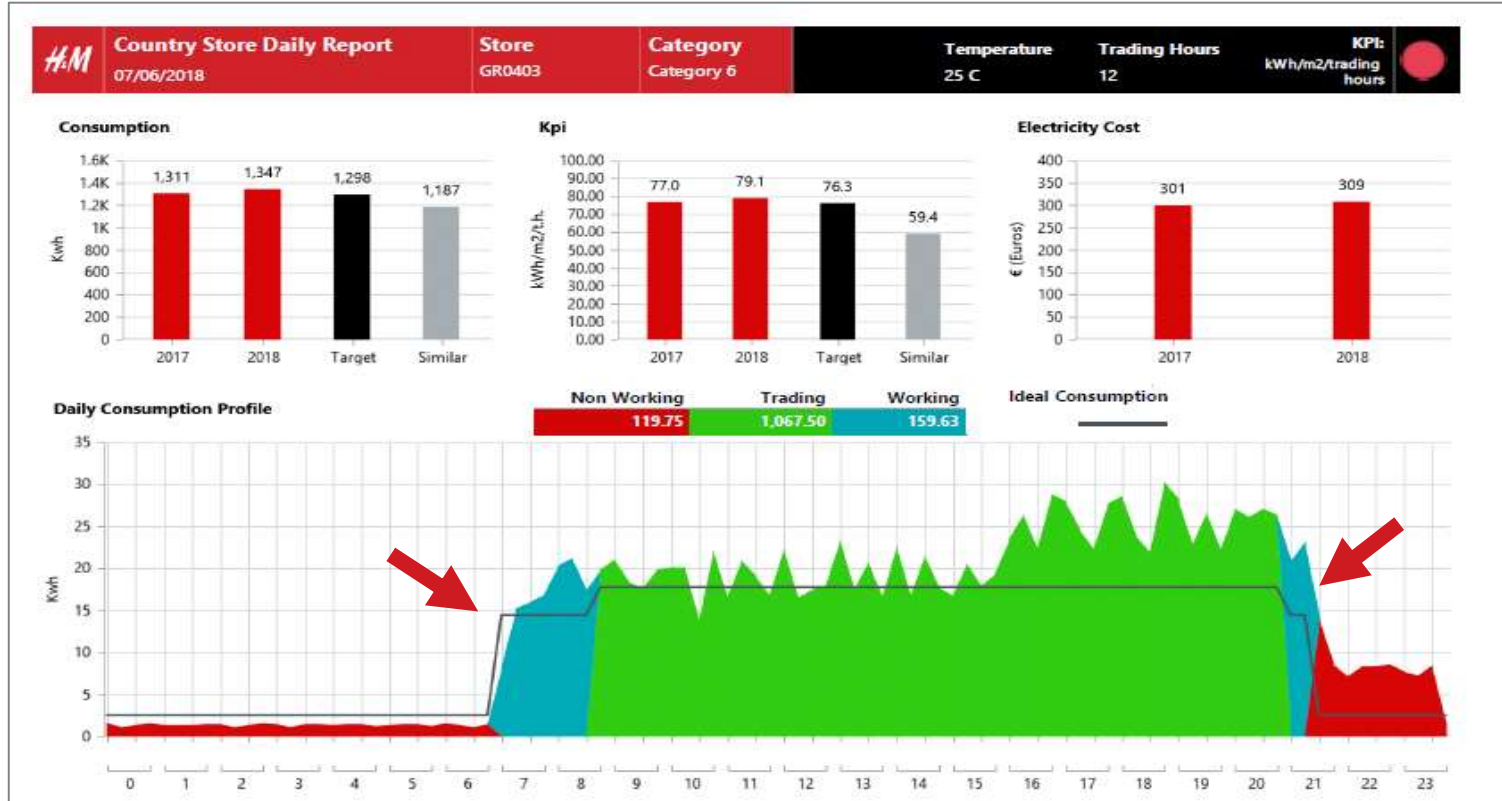 H&M
Country Store Daily Report
07/06/2018
Store
GR0403
Category
Category 6
Temperature
25 C
Trading Hours
12
KPI:
kWh/m2/trading
hours
Consumption
Kwh
1.6K
1.4K
1.2K
1K
800
600
400
200
0
1,311
1,347
1,298
1,187
2017
2018
Target
Similar
Kpi
kWh/m2/t.h.
100.00
90.00
80.00
70.00
60.00
50.00
40.00
30.00
20.00
10.00
0.00
77.0
79.1
76.3
59.4
2017
2018
Target
Similar
Electricity Cost
€ (Euros)
400
350
300
250
200
150
100
50
0
301
309
2017
2018
Daily Consumption Profile
Non Working
Trading
Working
119.75
1,067.50
159.63
Ideal Consumption
Kwh
35
30
25
20
15
10
5
0
0 1 2 3 4 5 6 7 8 9 10 11 12 13 14 15 16 17 18 19 20 21 22 23